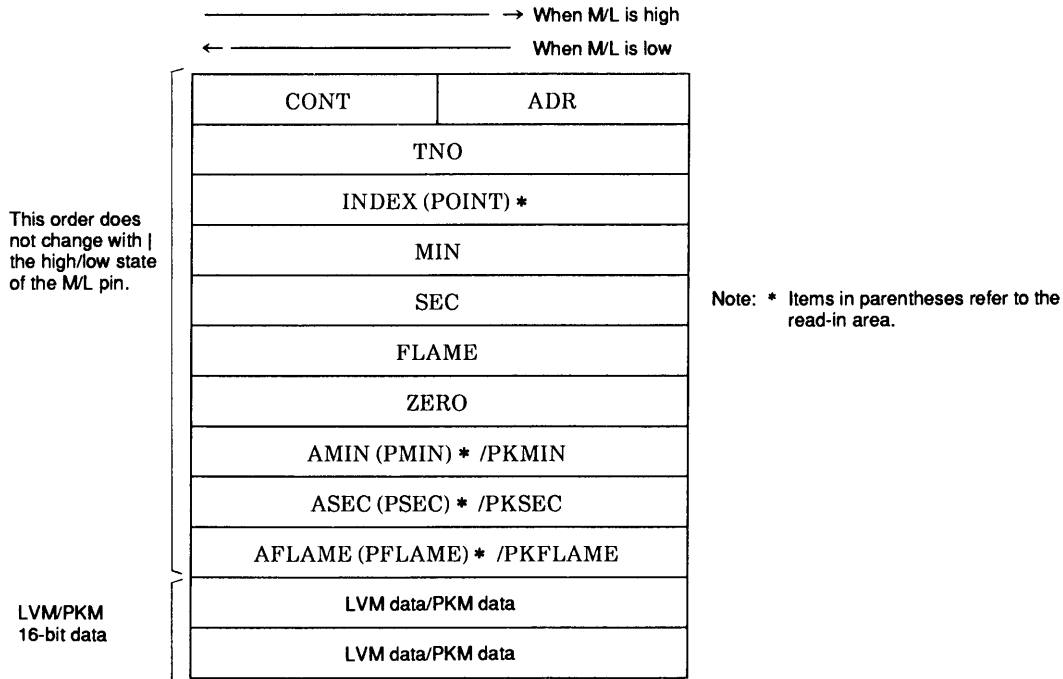 → When M/L is high
← When M/L is low
CONT ADR
TNO
INDEX (POINT) *
MIN
SEC
FLAME
ZERO
AMIN (PMIN) * /PKMIN
ASEC (PSEC) * /PKSEC
AFLAME (PFLAME) * /PKFLAME
LVM data/PKM data
LVM data/PKM data
This order does
not change with |
the high/low state
of the M/L pin.
LVM/PKM
16-bit data
Note: * Items in parentheses refer to the
read-in area.